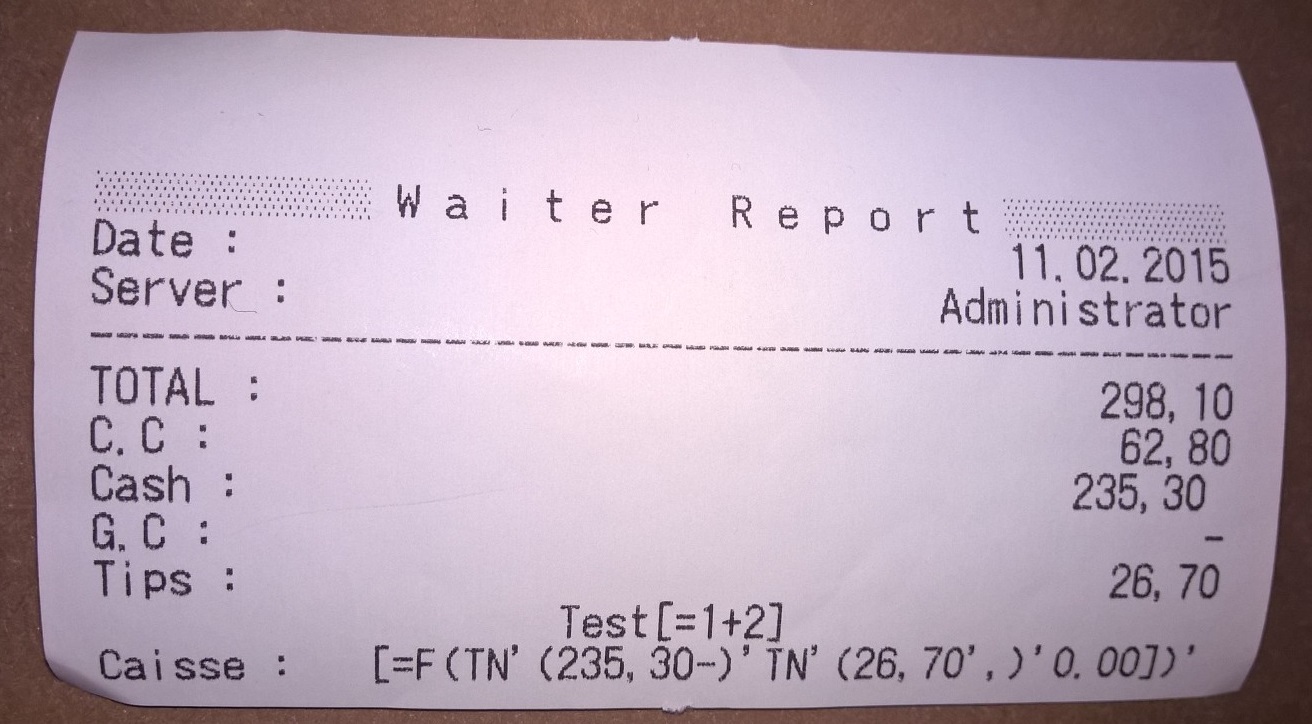 Waiter Report
Date : 11.02.2015
Server : Administrator
TOTAL : 298,10
C.C : 62,80
Cash : 235,30
G.C : -
Tips : 26,70
Test[=1+2]
Caisse : [=F(TN'(235,30-)'TN'(26,70',)'0.00])'